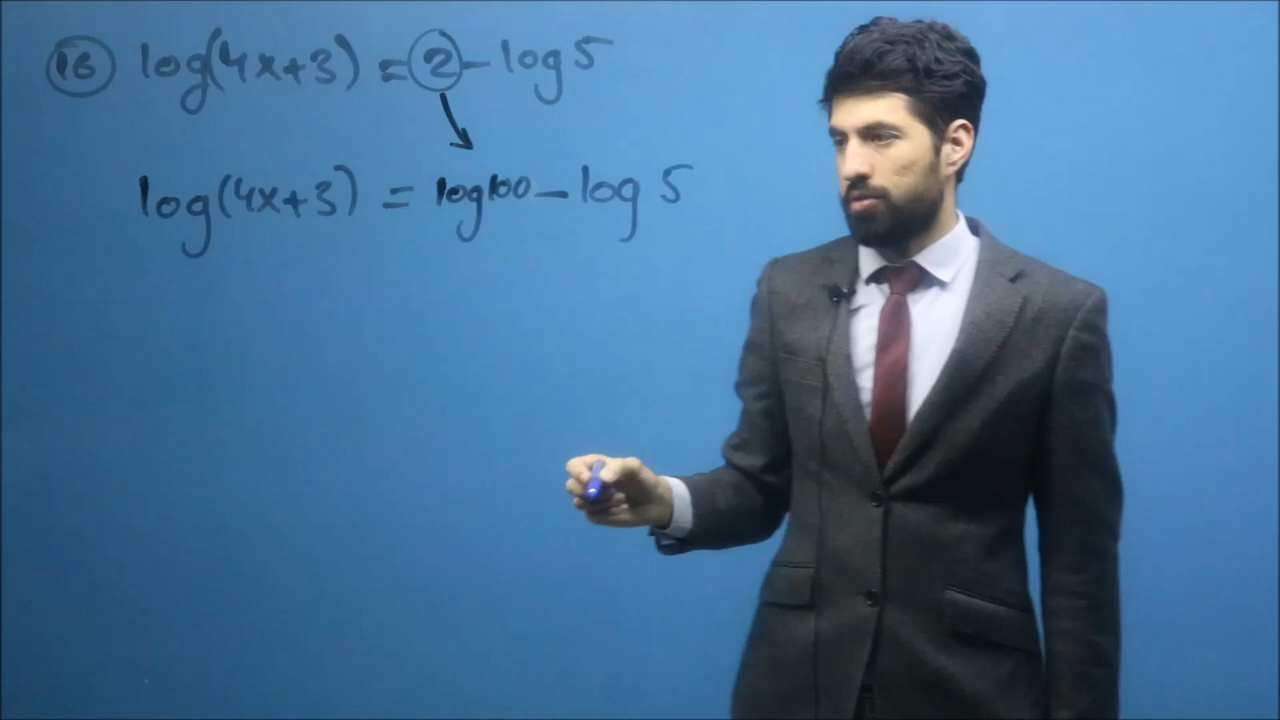 16 log(4x+3) = 2 - log 5
log(4x+3) = log100 - log 5